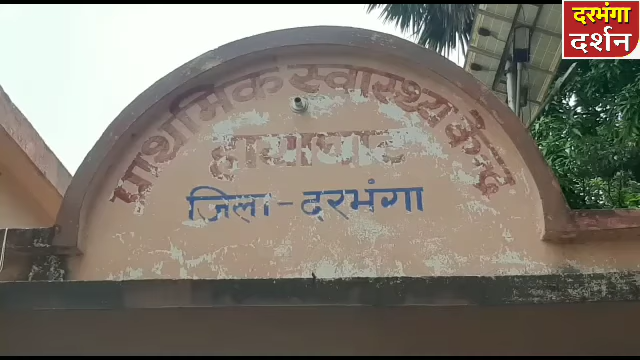 दरभंगा
दर्शन
प्राथमिक स्वास्थ्य केन्द्र
हायाघाट
जिला-दरभंगा